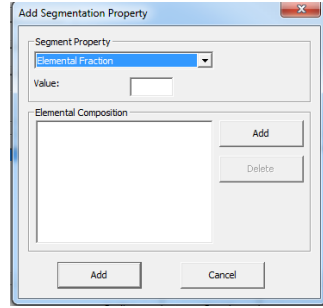 Add Segmentation Property
Segment Property
Elemental Fraction
Value:
Elemental Composition
Add
Delete
Add
Cancel